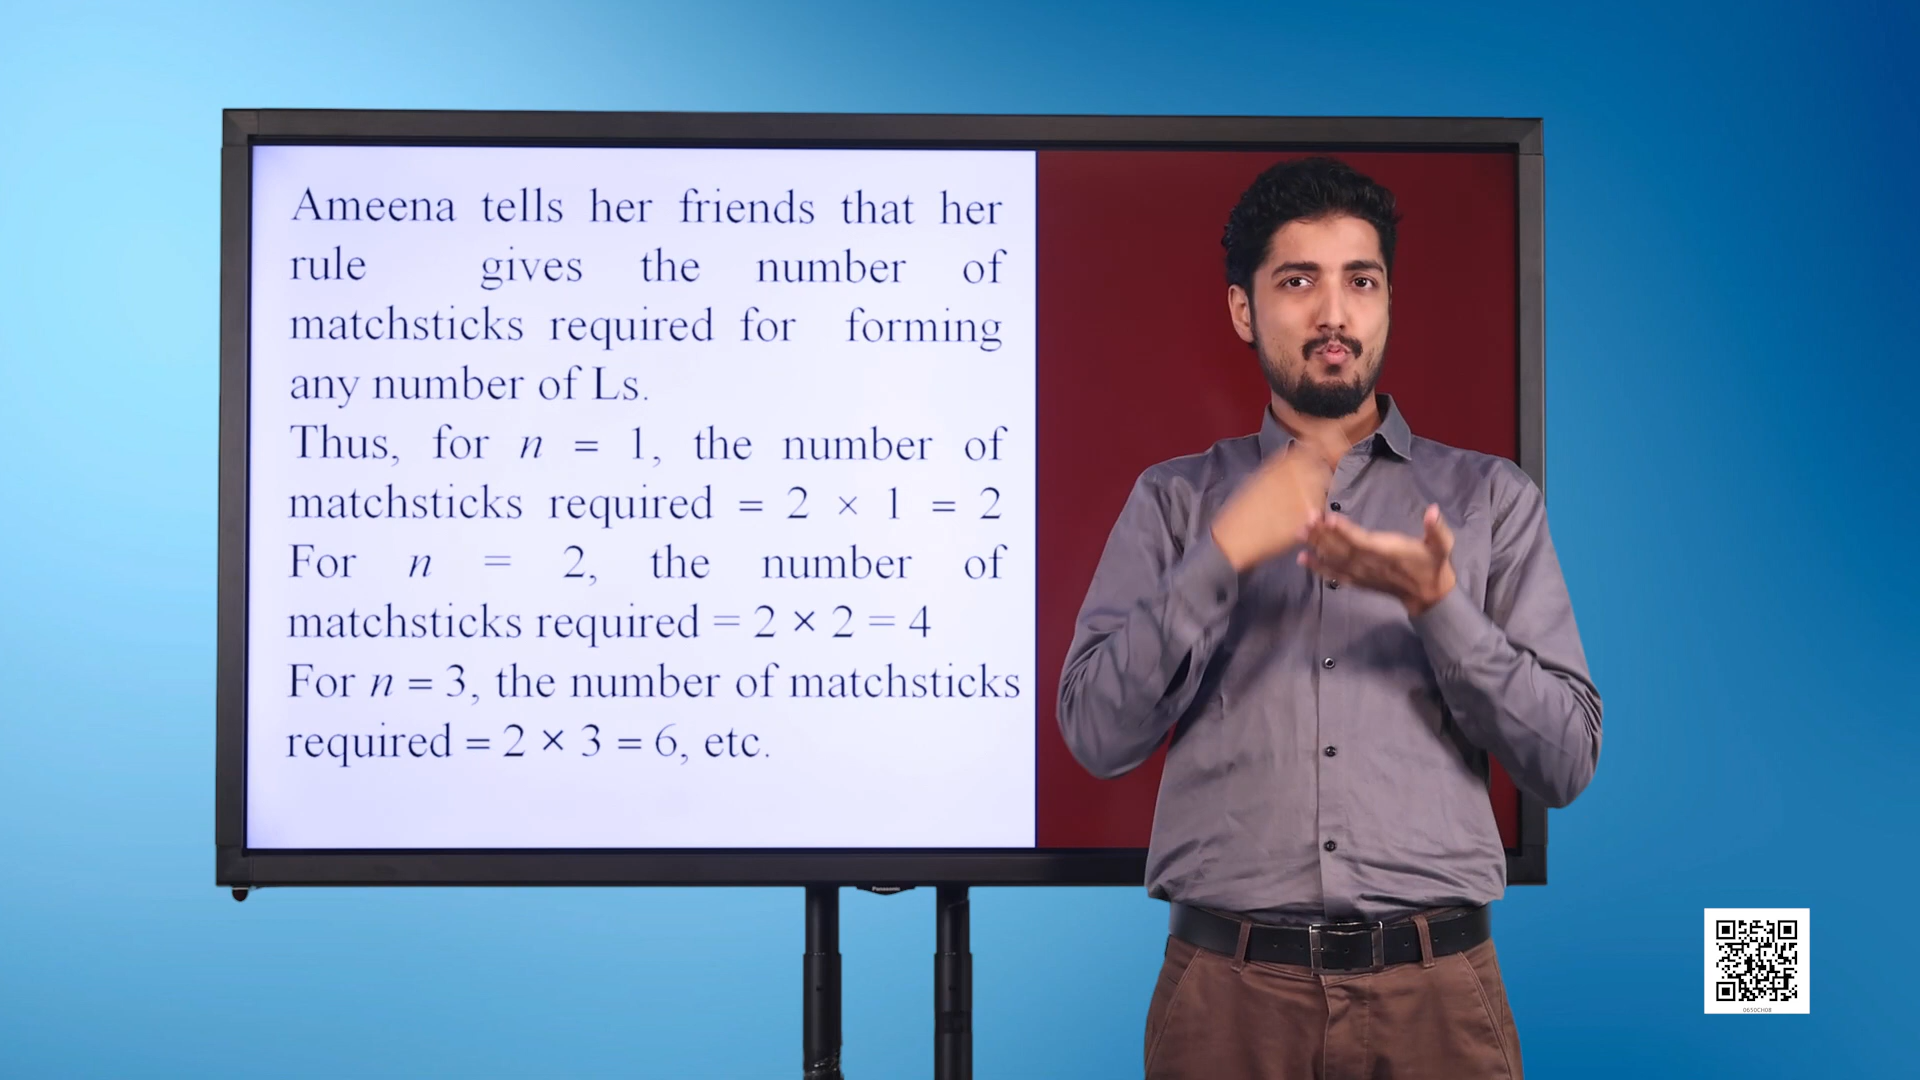 Ameena tells her friends that her
rule gives the number of
matchsticks required for forming
any number of Ls.
Thus, for n = 1, the number of
matchsticks required = 2 × 1 = 2
For n = 2, the number of
matchsticks required = 2 × 2 = 4
For n = 3, the number of matchsticks
required = 2 × 3 = 6, etc.
Panasonic
0650CH08